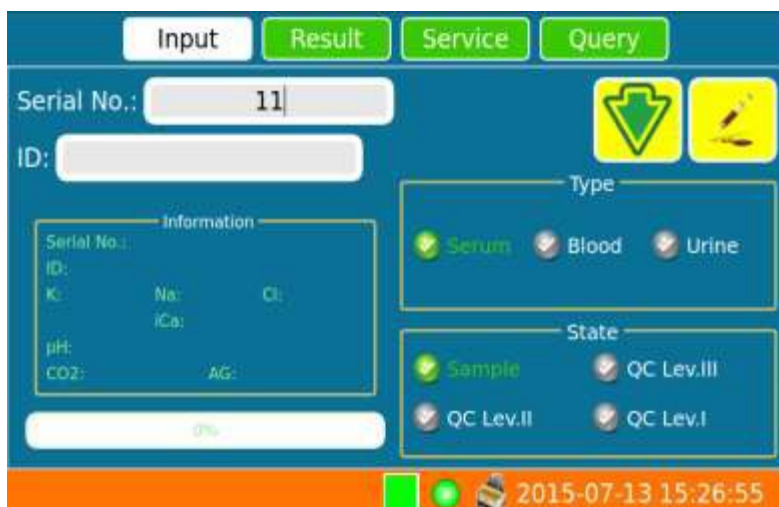 Input Result Service Query
Serial No.: 11
ID:
Type
Information
Serial No.:
ID:
K: Na: Cl:
iCa:
pH:
CO2: AG:
0%
Serum Blood Urine
State
Sample QC Lev.III
QC Lev.II QC Lev.I
2015-07-13 15:26:55